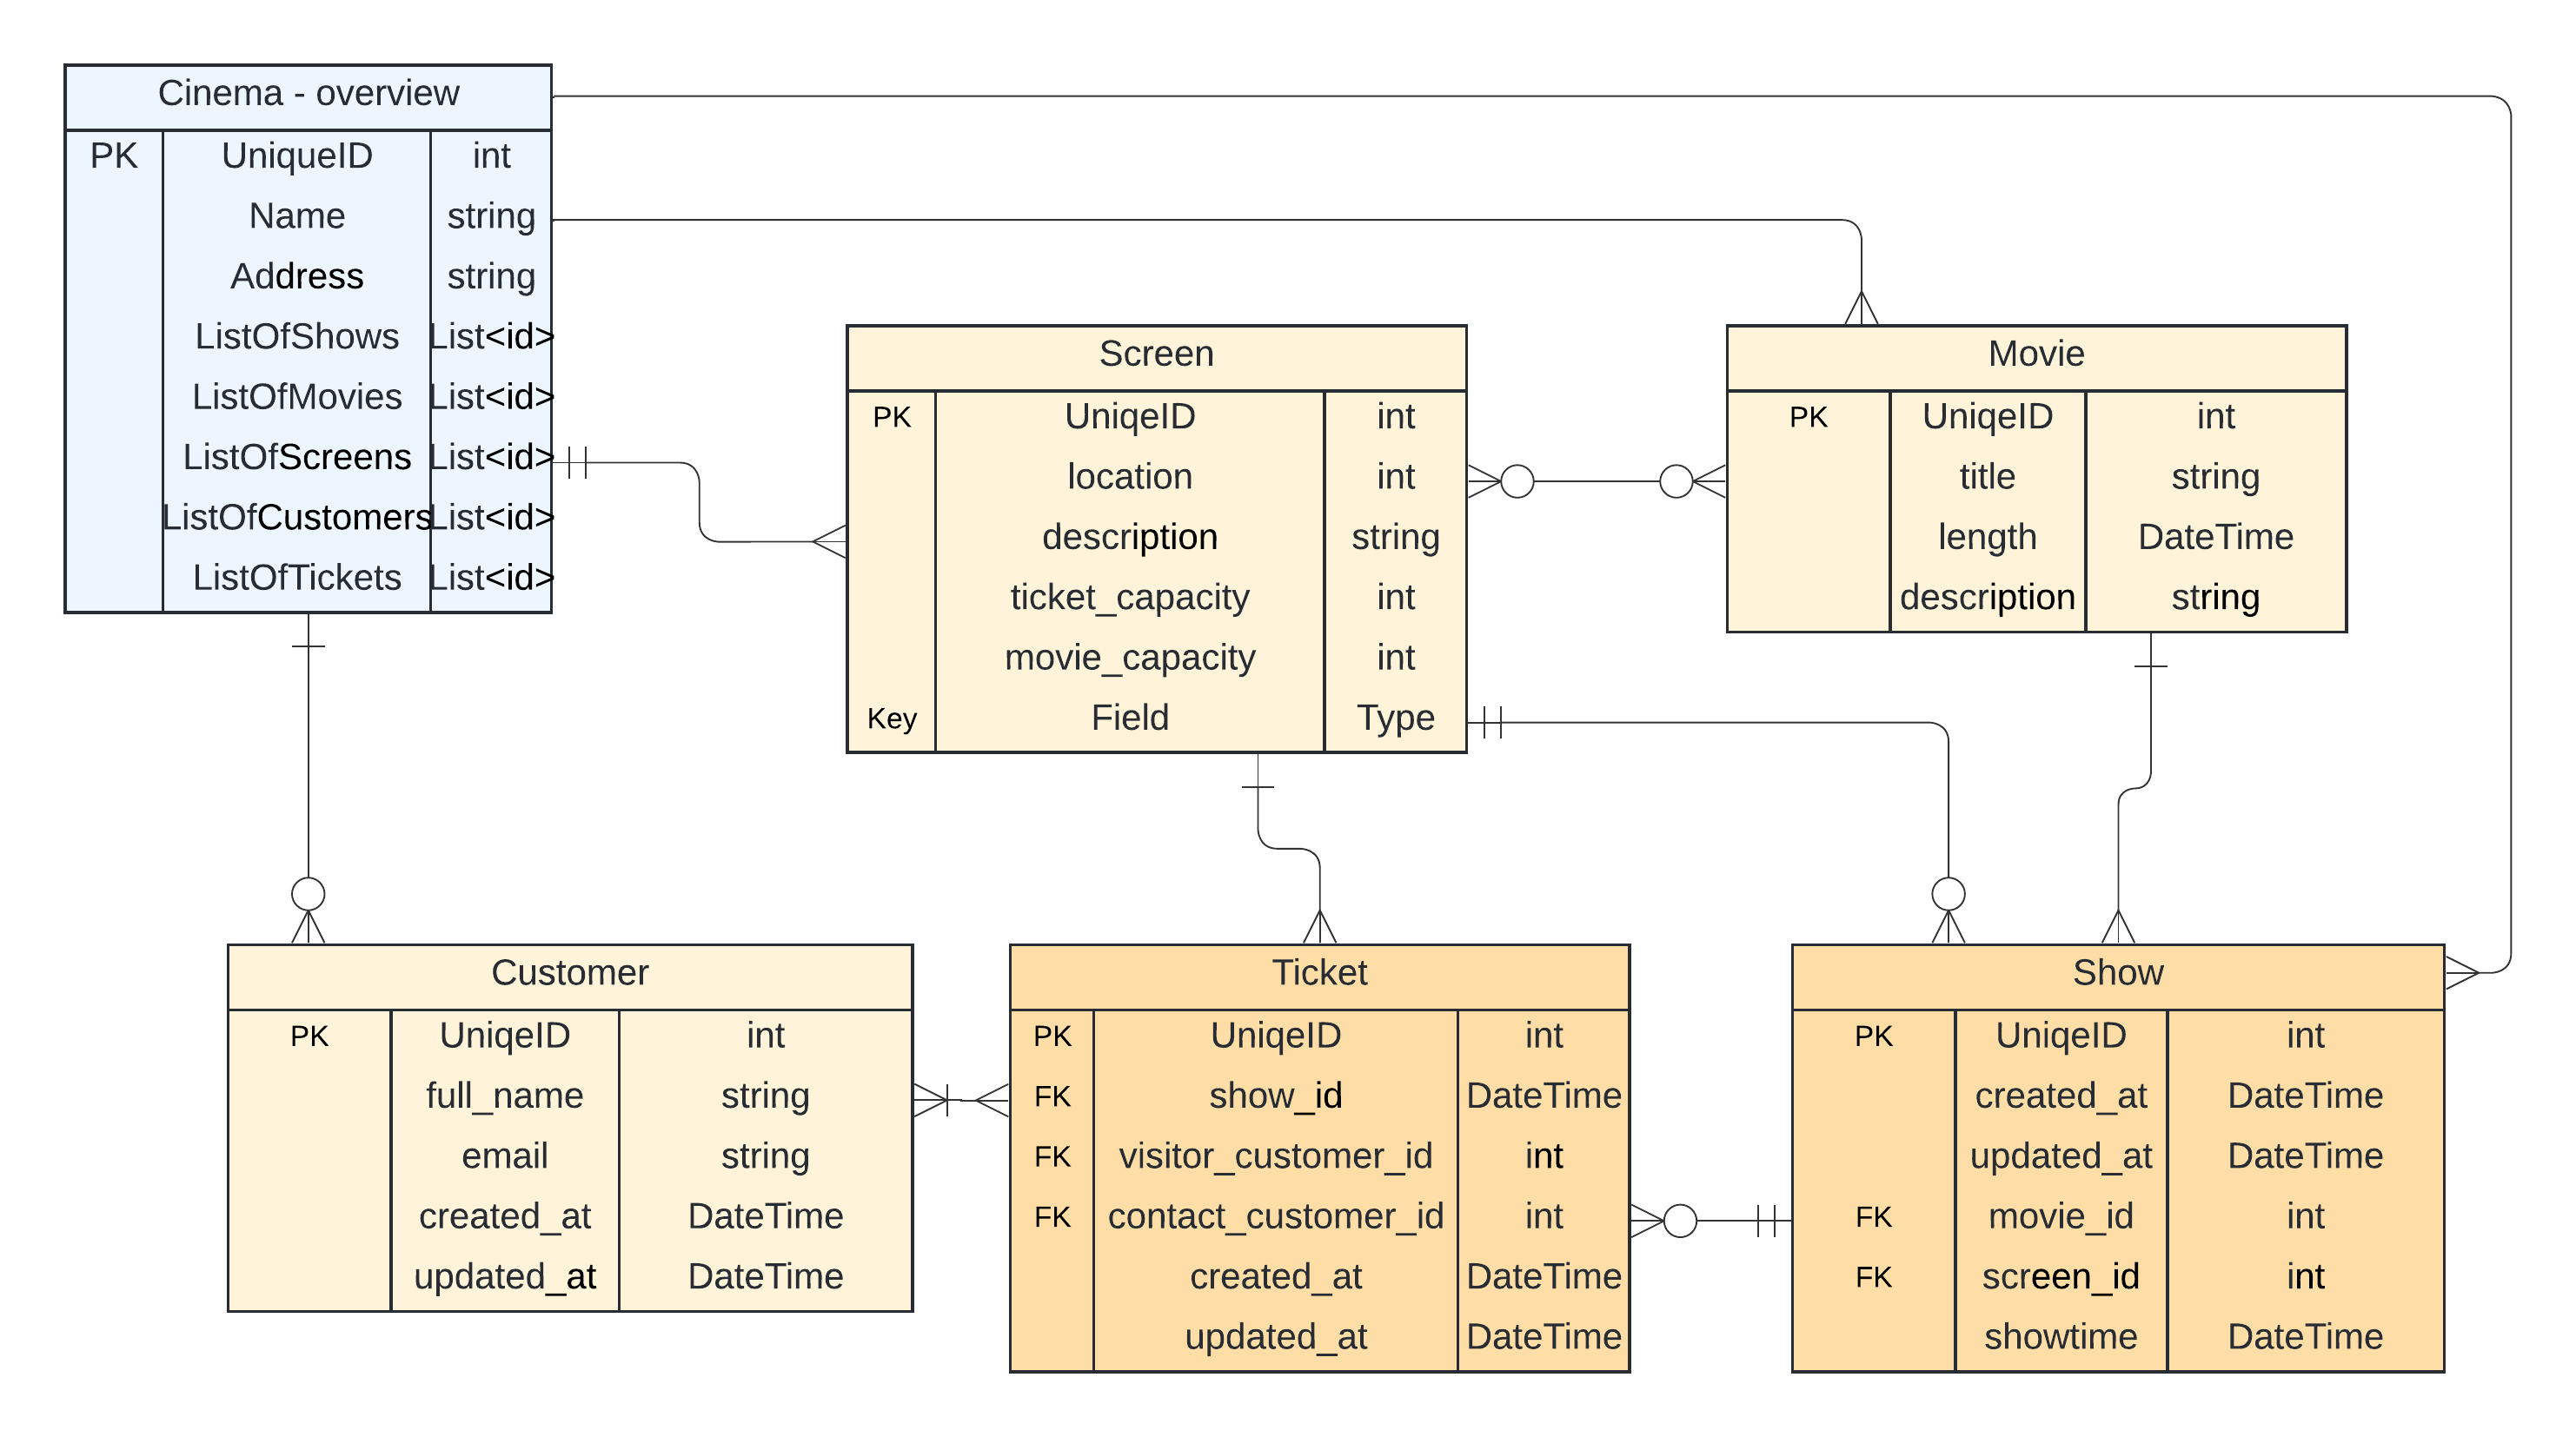 Cinema - overview
PK UniqueID int
Name string
Address string
ListOfShows List<id>
ListOfMovies List<id>
ListOfScreens List<id>
ListOfCustomers List<id>
ListOfTickets List<id>
Screen
PK UniqeID int
location int
description string
ticket_capacity int
movie_capacity int
Key Field Type
Movie
PK UniqeID int
title string
length DateTime
description string
Customer
PK UniqeID int
full_name string
email string
created_at DateTime
updated_at DateTime
Ticket
PK UniqeID int
FK show_id DateTime
FK visitor_customer_id int
FK contact_customer_id int
created_at DateTime
updated_at DateTime
Show
PK UniqeID int
created_at DateTime
updated_at DateTime
FK movie_id int
FK screen_id int
showtime DateTime